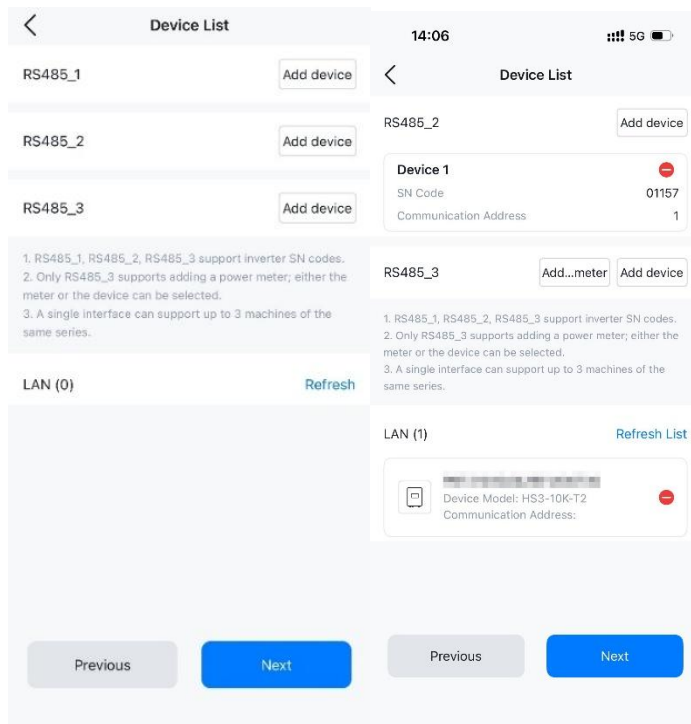 Device List
RS485_1
Add device
RS485_2
Add device
RS485_3
Add device
1. RS485_1, RS485_2, RS485_3 support inverter SN codes.
2. Only RS485_3 supports adding a power meter; either the
meter or the device can be selected.
3. A single interface can support up to 3 machines of the
same series.
LAN (0)
Refresh
Previous
Next
14:06
5G
Device List
RS485_2
Add device
Device 1
SN Code
01157
Communication Address
1
RS485_3
Add...meter
Add device
1. RS485_1, RS485_2, RS485_3 support inverter SN codes.
2. Only RS485_3 supports adding a power meter; either the
meter or the device can be selected.
3. A single interface can support up to 3 machines of the
same series.
LAN (1)
Refresh List
Device Model: HS3-10K-T2
Communication Address:
Previous
Next